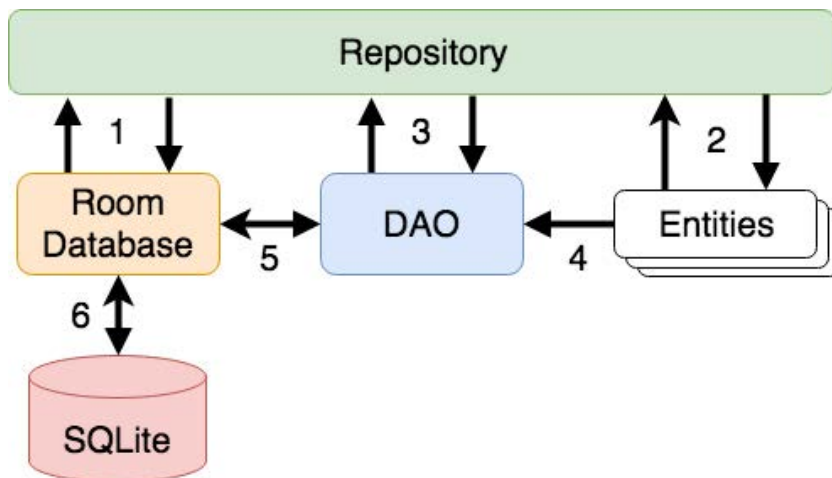 Repository
1
3
2
Room
Database
DAO
Entities
5
4
6
SQLite